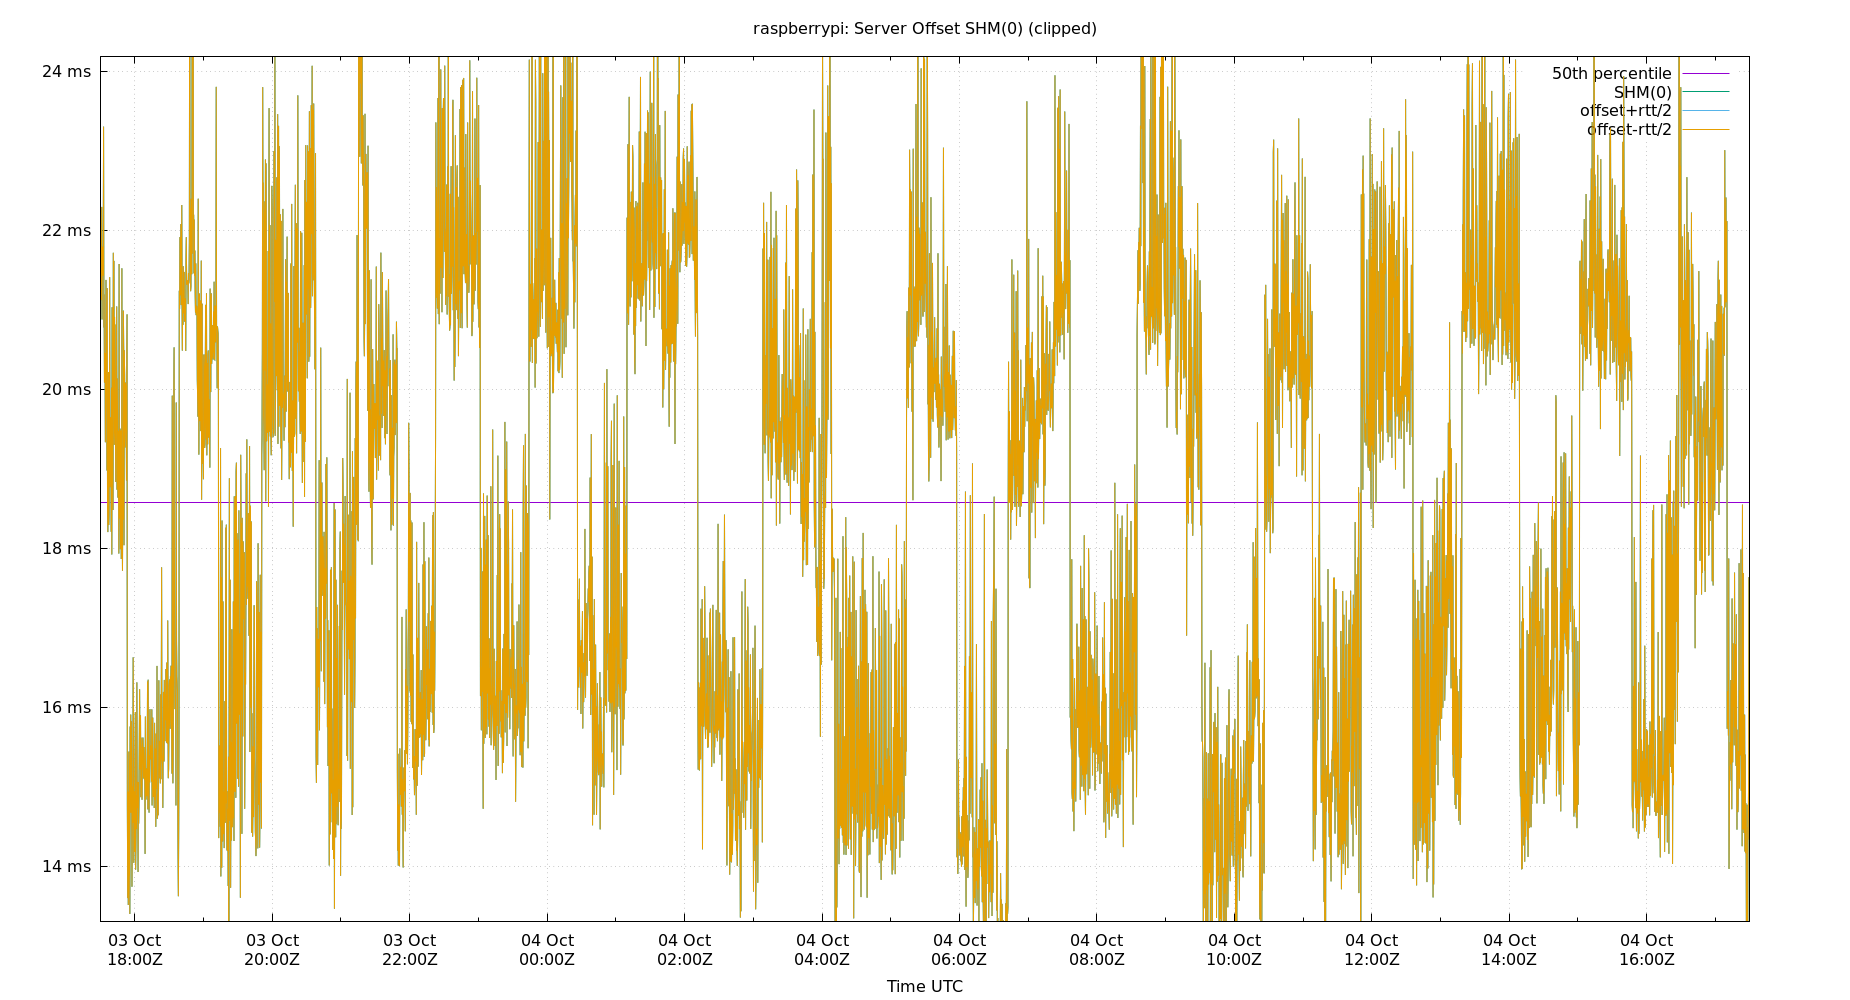 raspberrypi: Server Offset SHM(0) (clipped)
24 ms
22 ms
20 ms
18 ms
16 ms
14 ms
50th percentile
SHM(0)
offset+rtt/2
offset-rtt/2
03 Oct
18:00Z
03 Oct
20:00Z
03 Oct
22:00Z
04 Oct
00:00Z
04 Oct
02:00Z
04 Oct
04:00Z
04 Oct
06:00Z
04 Oct
08:00Z
04 Oct
10:00Z
04 Oct
12:00Z
04 Oct
14:00Z
04 Oct
16:00Z
Time UTC